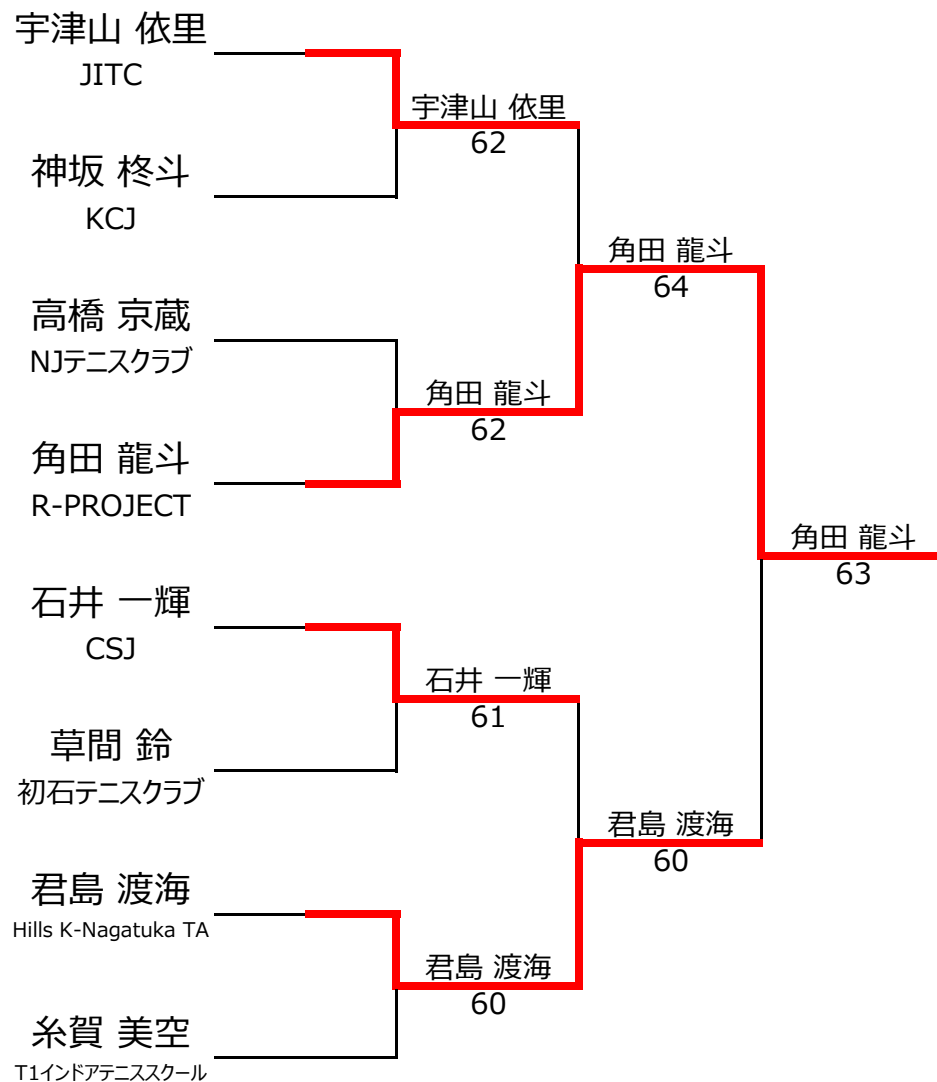 宇津山 依里
JITC
神坂 柊斗
KCJ
高橋 京蔵
NJテニスクラブ
角田 龍斗
R-PROJECT
石井 一輝
CSJ
草間 鈴
初石テニスクラブ
君島 渡海
Hills K-Nagatuka TA
糸賀 美空
T1インドアテニススクール
宇津山 依里
62
角田 龍斗
62
石井 一輝
61
君島 渡海
60
角田 龍斗
64
君島 渡海
60
角田 龍斗
63